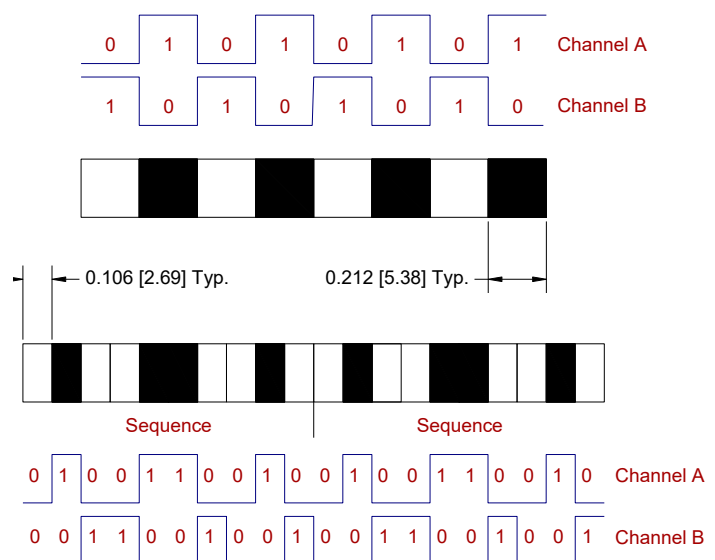 0 1 0 1 0 1 0 1 Channel A
1 0 1 0 1 0 1 0 Channel B
0.106 [2.69] Typ. 0.212 [5.38] Typ.
Sequence Sequence
0 1 0 0 1 1 0 0 1 0 0 1 0 0 1 1 0 0 1 0 Channel A
0 0 1 1 0 0 1 0 0 1 0 0 1 1 0 0 1 0 0 1 Channel B